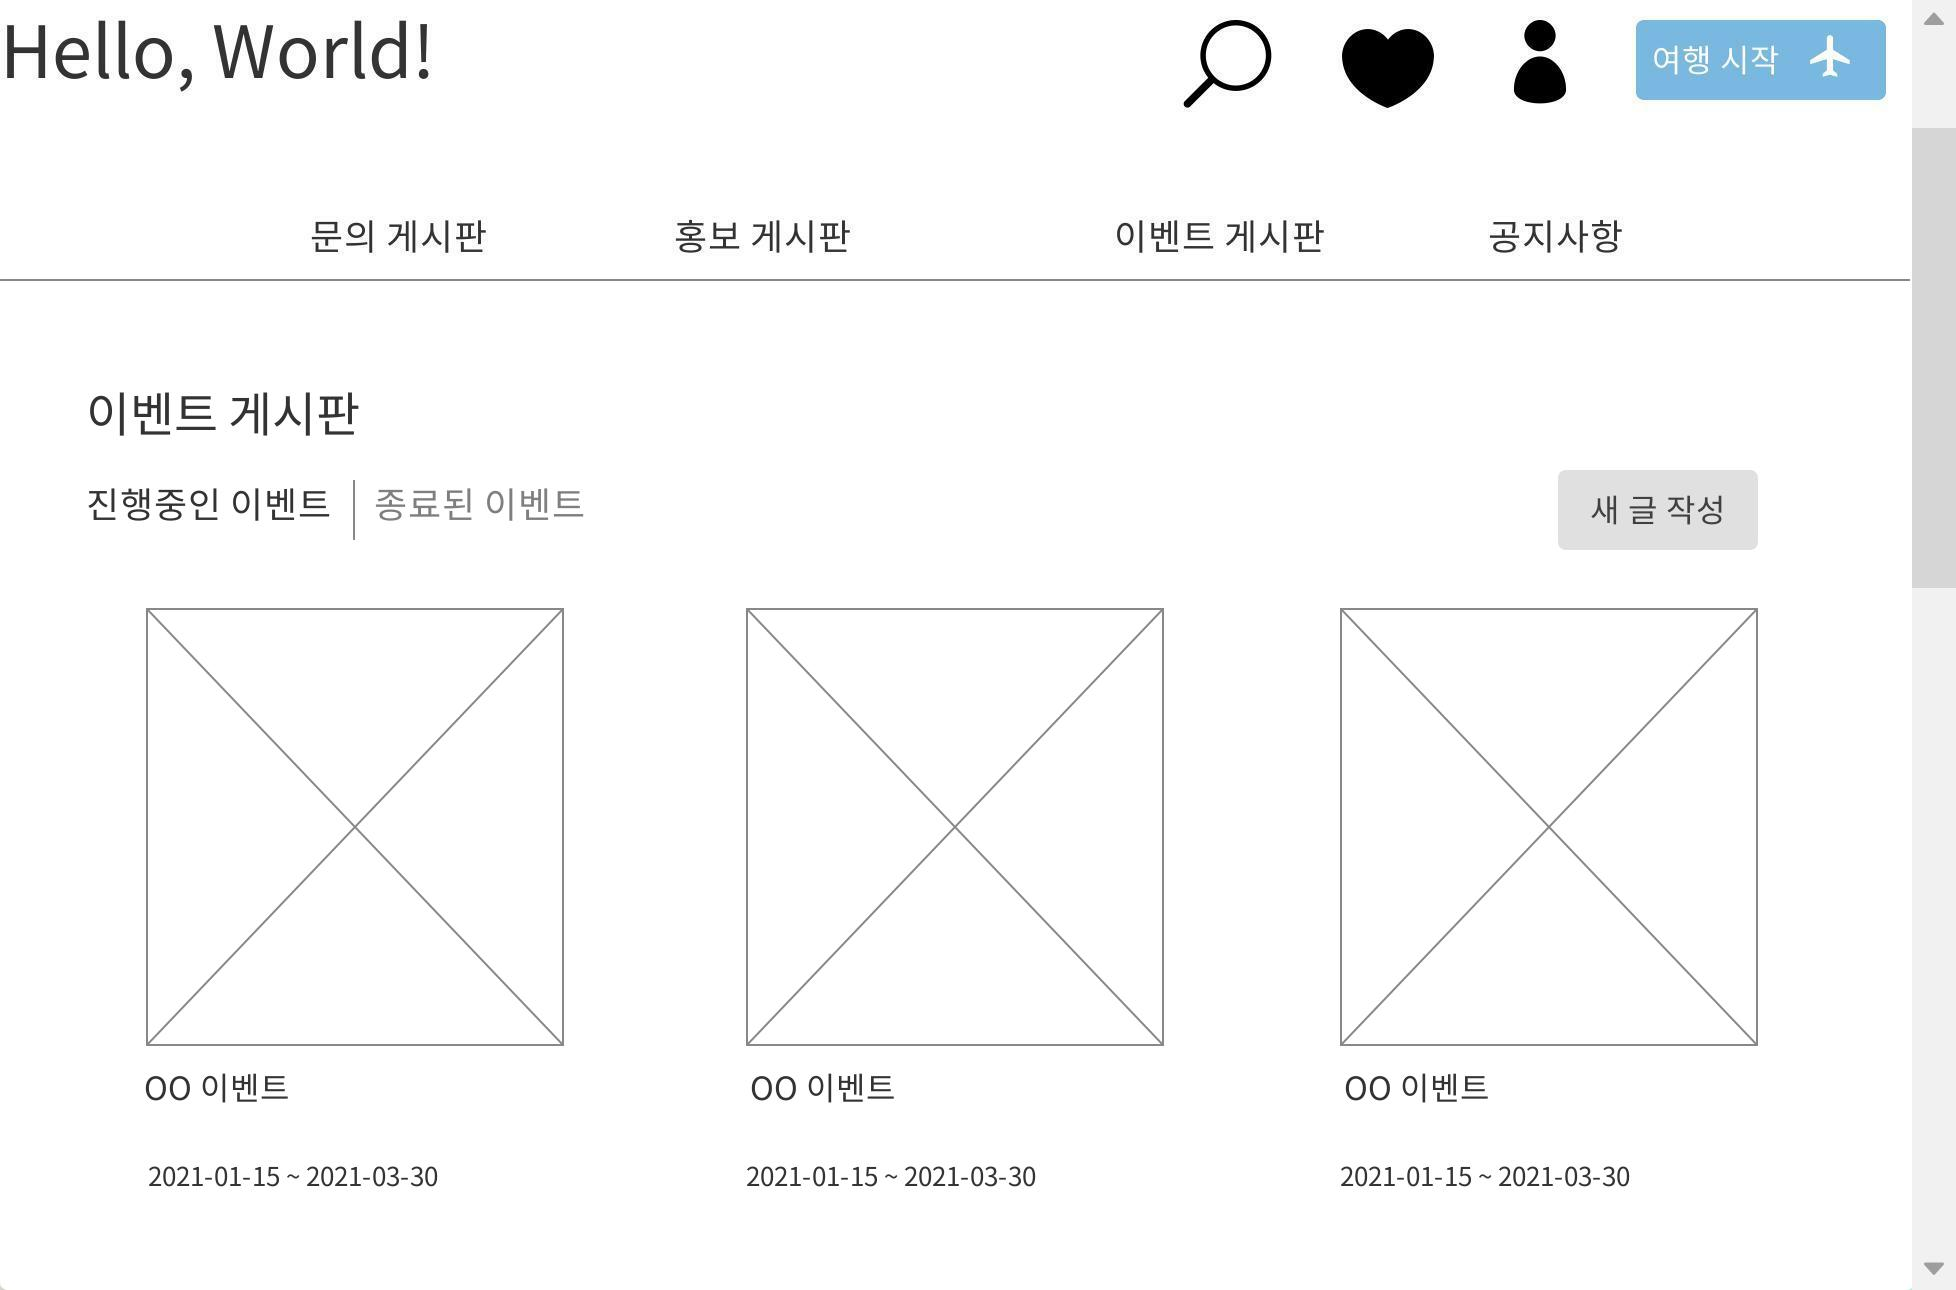 Hello, World!
여행 시작
문의 게시판
홍보 게시판
이벤트 게시판
공지사항
이벤트 게시판
진행중인 이벤트
종료된 이벤트
새 글 작성
OO 이벤트
OO 이벤트
OO 이벤트
2021-01-15 ~ 2021-03-30
2021-01-15 ~ 2021-03-30
2021-01-15 ~ 2021-03-30